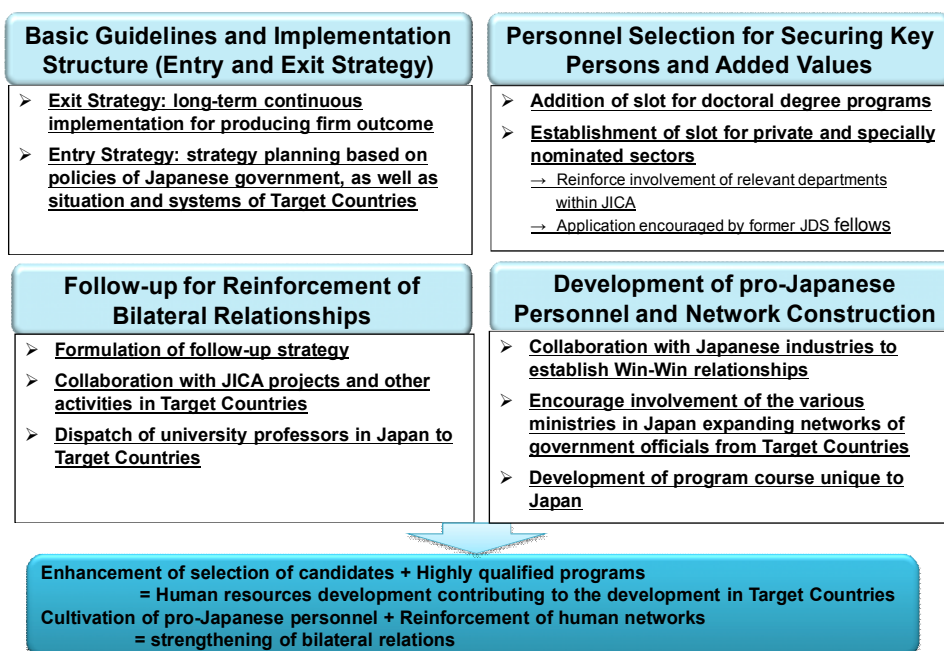 Basic Guidelines and Implementation
Structure (Entry and Exit Strategy)
➢ Exit Strategy: long-term continuous
implementation for producing firm outcome
➢ Entry Strategy: strategy planning based on
policies of Japanese government, as well as
situation and systems of Target Countries
Personnel Selection for Securing Key
Persons and Added Values
➢ Addition of slot for doctoral degree programs
➢ Establishment of slot for private and specially
nominated sectors
→ Reinforce involvement of relevant departments
within JICA
→ Application encouraged by former JDS fellows
Follow-up for Reinforcement of
Bilateral Relationships
➢ Formulation of follow-up strategy
➢ Collaboration with JICA projects and other
activities in Target Countries
➢ Dispatch of university professors in Japan to
Target Countries
Development of pro-Japanese
Personnel and Network Construction
➢ Collaboration with Japanese industries to
establish Win-Win relationships
➢ Encourage involvement of the various
ministries in Japan expanding networks of
government officials from Target Countries
➢ Development of program course unique to
Japan
Enhancement of selection of candidates + Highly qualified programs
= Human resources development contributing to the development in Target Countries
Cultivation of pro-Japanese personnel + Reinforcement of human networks
= strengthening of bilateral relations